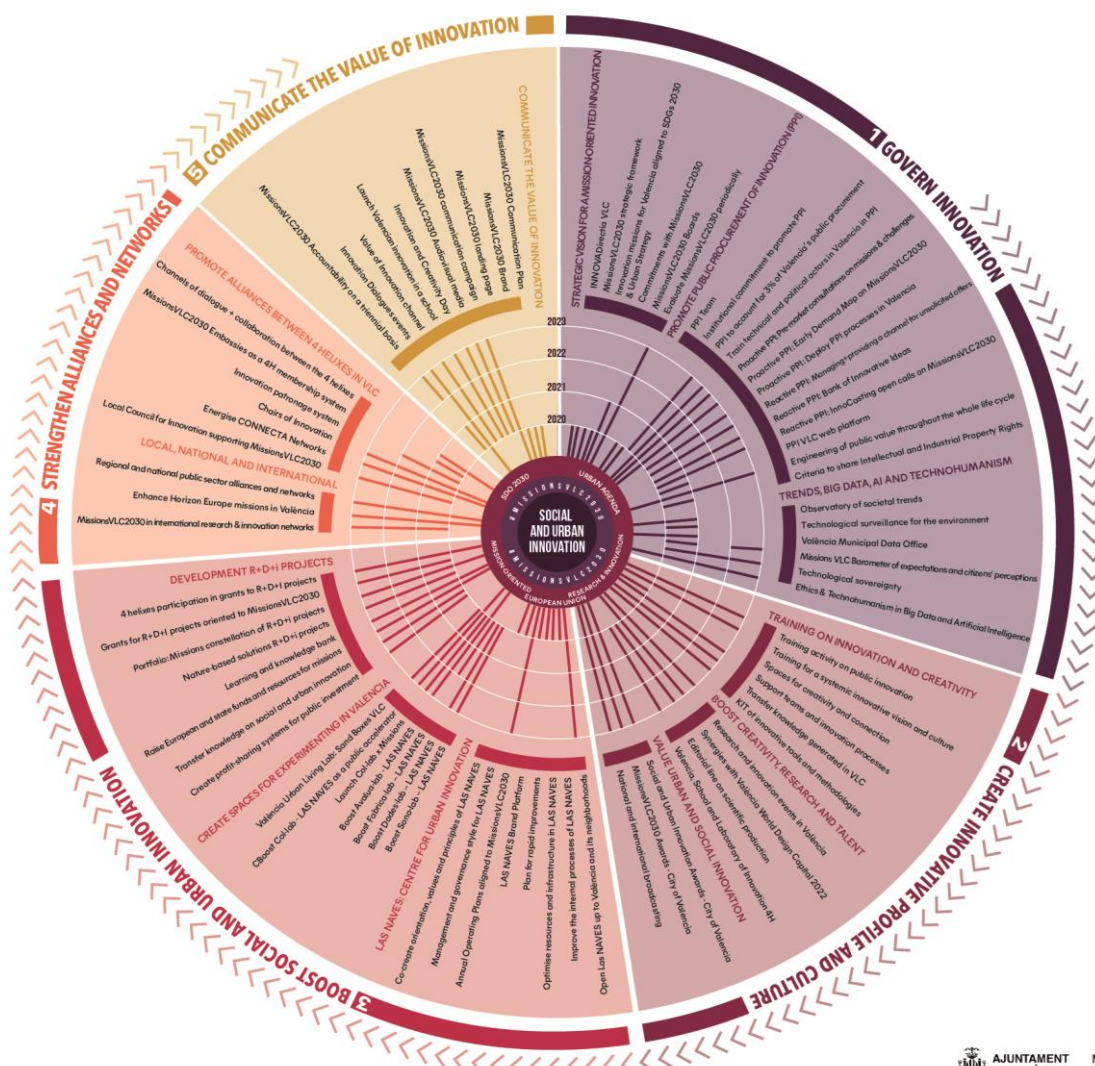 1 GOVERN INNOVATION
STRATEGIC VISION FOR A MISSION-ORIENTED INNOVATION
INNOVADirectia VLC
MissionsVLC2030 strategic framework
Innovation missions for Valencia aligned to SDGs 2030
& Urban Strategy
Commitments with MissionsVLC2030
MissionsVLC2030 Boards
Evaluate MissionsVLC2030 periodically
PROMOTE PUBLIC PROCUREMENT OF INNOVATION (PPI)
PPI Team
Institutional commitment to promote PPI
PPI to account for 3% of Valencia's public procurement
Train technical and political actors in Valencia in PPI
Proactive PPI: Pre-market consultations on missions & challenges
Proactive PPI: Early Demand Map on MissionsVLC2030
Proactive PPI: Deploy PPI processes in Valencia
Reactive PPI: Managing+providing a channel for unsolicited offers
Reactive PPI: Bank of Innovative Ideas
Reactive PPI: InnoCasting open calls on MissionsVLC2030
PPI VLC web platform
Engineering of public value throughout the whole life cycle
Criteria to share Intellectual and Industrial Property Rights
TRENDS, BIG DATA, AI AND TECHNOHUMANISM
Observatory of societal trends
Technological surveillance for the environment
València Municipal Data Office
Missions VLC Barometer of expectations and citizens' perceptions
Technological sovereignty
Ethics & Technohumanism in Big Data and Artificial Intelligence
2 CREATE INNOVATIVE PROFILE AND CULTURE
TRAINING ON INNOVATION AND CREATIVITY
Training activity on public innovation
Training for a systemic innovative vision and culture
Spaces for creativity and connection
Support teams and innovation processes
Transfer knowledge generated in VLC
KIT of innovative tools and methodologies
BOOST CREATIVITY, RESEARCH AND TALENT
Research and innovation events in València
Synergies with València World Design Capital 2022
Editorial line on scientific production
Valencia, School and Laboratory of Innovation 4H
VALUE URBAN AND SOCIAL INNOVATION
Social and Urban Innovation Awards - City of Valencia
MissionsVLC2030 Awards - City of Valencia
National and international broadcasting
3 BOOST SOCIAL AND URBAN INNOVATION
DEVELOPMENT R+D+i PROJECTS
4 helixes participation in grants to R+D+I projects
Grants for R+D+I projects oriented to MissionsVLC2030
Portfolio: Missions constellation of R+D+i projects
Nature-based solutions R+D+i projects
Learning and knowledge bank
Raise European and state funds and resources for missions
Transfer knowledge on social and urban innovation
Create profit-sharing systems for public investment
CREATE SPACES FOR EXPERIMENTING IN VALENCIA
València Urban Living Lab: Sand Boxes VLC
CBoost Col·lab - LAS NAVES as a public accelerator
Launch Col·lab x Missions
Boost Avalua-lab - LAS NAVES
Boost Fabrica-lab - LAS NAVES
Boost Dades-lab - LAS NAVES
Boost Sono-lab - LAS NAVES
LAS NAVES: CENTRE FOR URBAN INNOVATION
Co-create orientation, values and principles of LAS NAVES
Management and governance style for LAS NAVES
Annual Operating Plans aligned to MissionsVLC2030
LAS NAVES Brand Platform
Plan for rapid improvements
Optimise resources and infrastructure in LAS NAVES
Improve the internal processes of LAS NAVES
Open Las NAVES up to València and its neighborhoods
4 STRENGTHEN ALLIANCES AND NETWORKS
PROMOTE ALLIANCES BETWEEN 4 HELIXES IN VLC
Channels of dialogue + collaboration between the 4 helixes
MissionsVLC2030 Embassies as a 4H membership system
Innovation patronage system
Chairs of Innovation
Energise CONNECTA Networks
Local Council for Innovation supporting MissionsVLC2030
LOCAL, NATIONAL AND INTERNATIONAL
Regional and national public sector alliances and networks
Enhance Horizon Europe missions in València
MissionsVLC2030 in international research & innovation networks
5 COMMUNICATE THE VALUE OF INNOVATION
COMMUNICATE THE VALUE OF INNOVATION
MissionsVLC2030 Communication Plan
MissionsVLC2030 Brand
MissionsVLC2030 landing page
MissionsVLC2030 communication campaign
MissionsVLC2030 Audiovisual media
Innovation and Creativity Day
Launch Valencian innovation in a school
Value of Innovation channel
Innovation Dialogues events
MissionsVLC2030 Accountability on a triennial basis
2023
2022
2021
2020
SDO 2030
URBAN AGENDA
RESEARCH & INNOVATION
EUROPEAN UNION
MISSION ORIENTED
#MISSIONSVLC2030
#MISSIONSVLC2030
SOCIAL
AND URBAN
INNOVATION
AJUNTAMENT